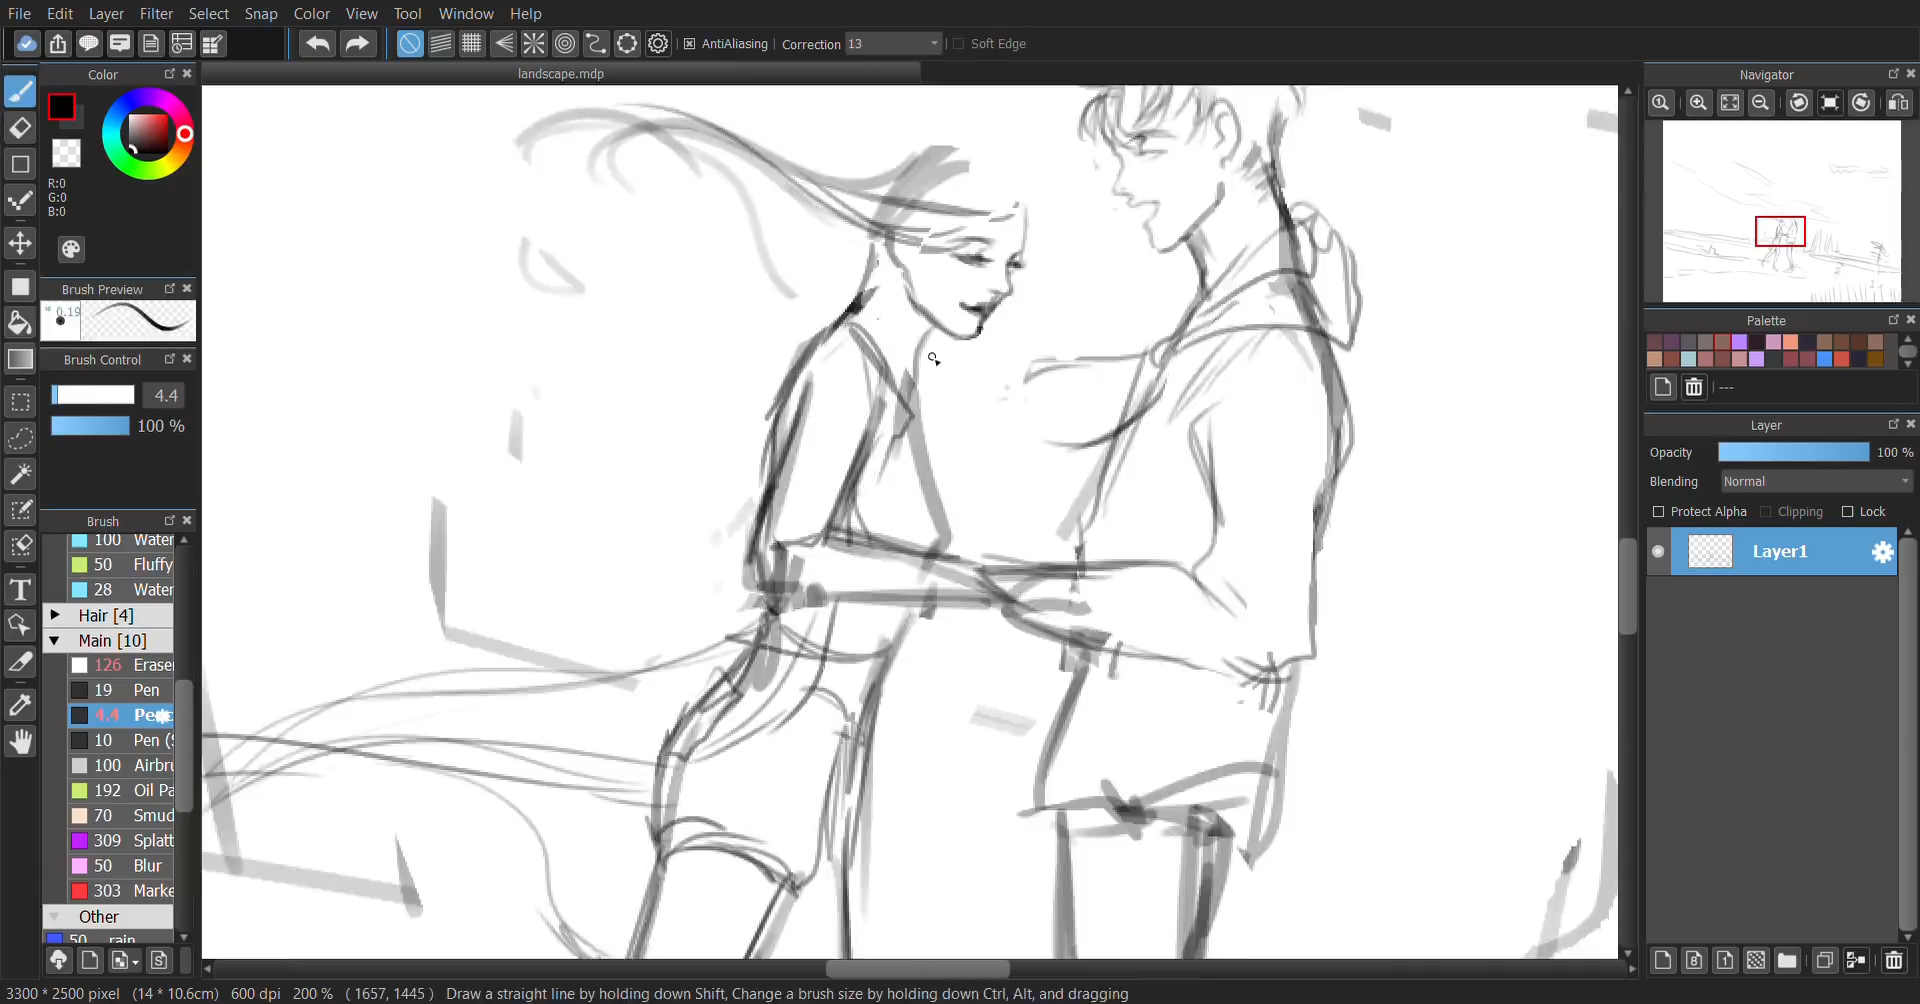 File Edit Layer Filter Select Snap Color View Tool Window Help
AntiAliasing Correction 13 Soft Edge
Color
landscape.mdp
Navigator
R:0
G:0
B:0
Brush Preview
* 0.19
Palette
---
Brush Control
4.4
100 %
Layer
Opacity 100 %
Blending Normal
Protect Alpha Clipping Lock
Layer1
Brush
100 Water
50 Fluffy
28 Water
Hair [4]
Main [10]
126 Eraser
19 Pen
4.4 Penc
10 Pen (S
100 Airbru
192 Oil Pa
70 Smud
309 Splatt
50 Blur
303 Marke
Other
50 rain
3300 * 2500 pixel (14 * 10.6cm) 600 dpi 200 % ( 1657, 1445 ) Draw a straight line by holding down Shift, Change a brush size by holding down Ctrl, Alt, and dragging